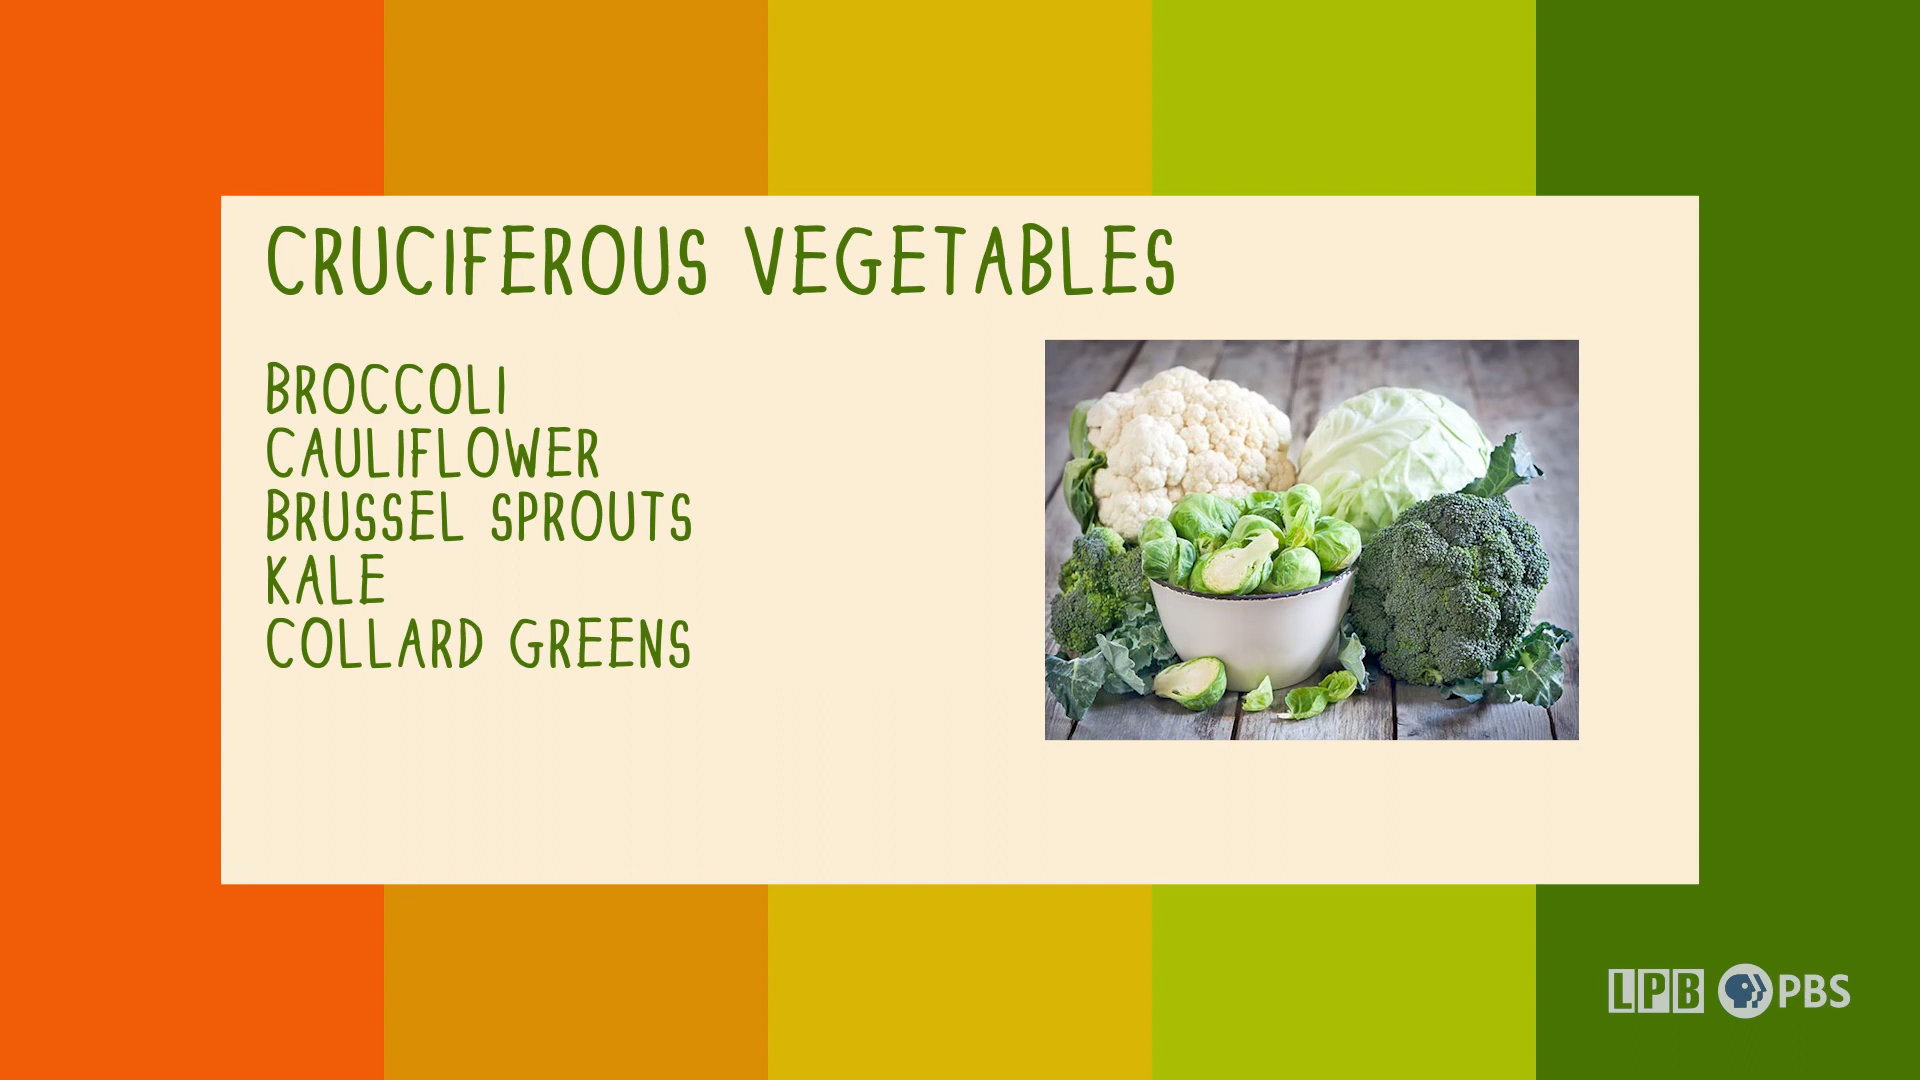 CRUCIFEROUS VEGETABLES
BROCCOLI
CAULIFLOWER
BRUSSEL SPROUTS
KALE
COLLARD GREENS
LPB PBS